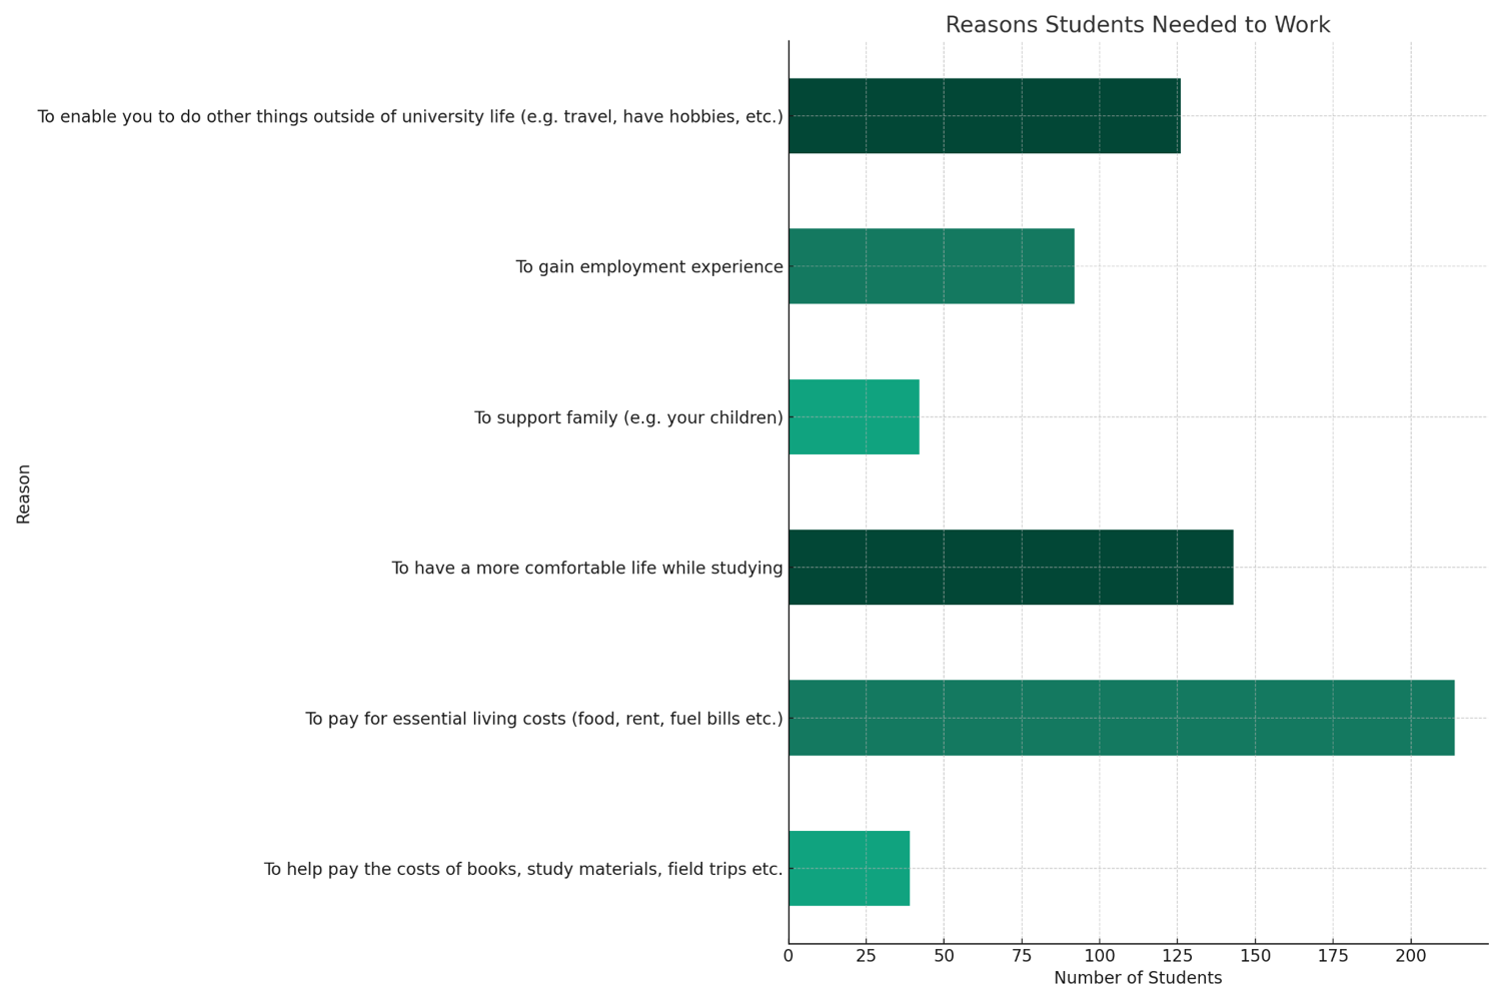 Reasons Students Needed to Work
To enable you to do other things outside of university life (e.g. travel, have hobbies, etc.)
To gain employment experience
To support family (e.g. your children)
Reason
To have a more comfortable life while studying
To pay for essential living costs (food, rent, fuel bills etc.)
To help pay the costs of books, study materials, field trips etc.
0 25 50 75 100 125 150 175 200
Number of Students